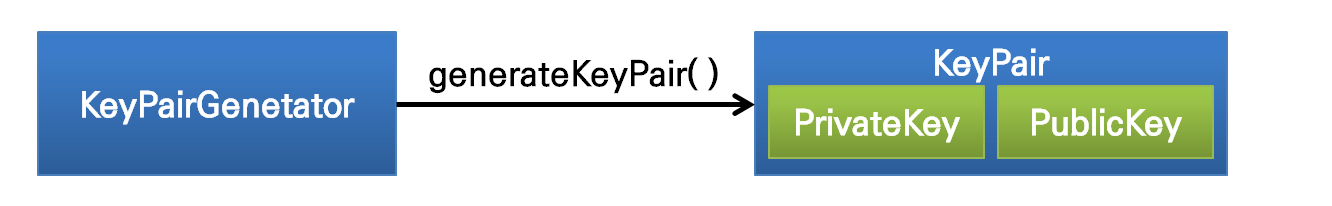 KeyPairGenetator
generateKeyPair( )
KeyPair
PrivateKey
PublicKey